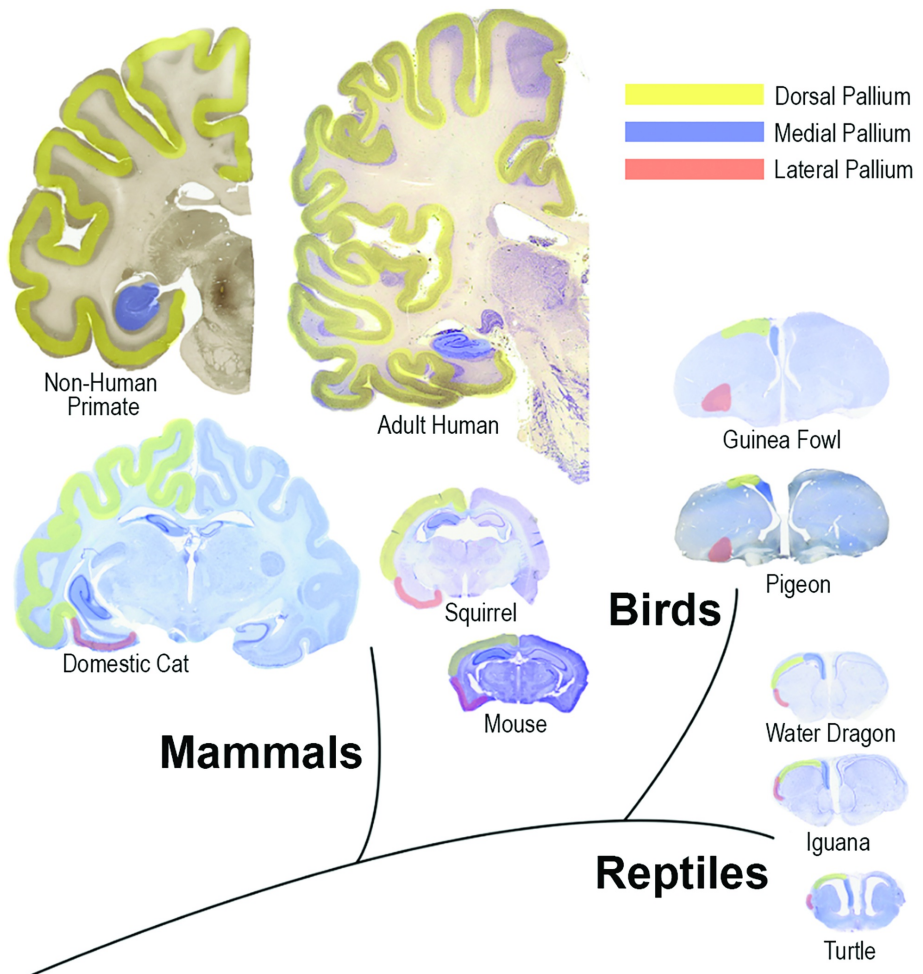 Dorsal Pallium
Medial Pallium
Lateral Pallium
Non-Human
Primate
Adult Human
Guinea Fowl
Pigeon
Birds
Squirrel
Domestic Cat
Mouse
Mammals
Water Dragon
Iguana
Reptiles
Turtle